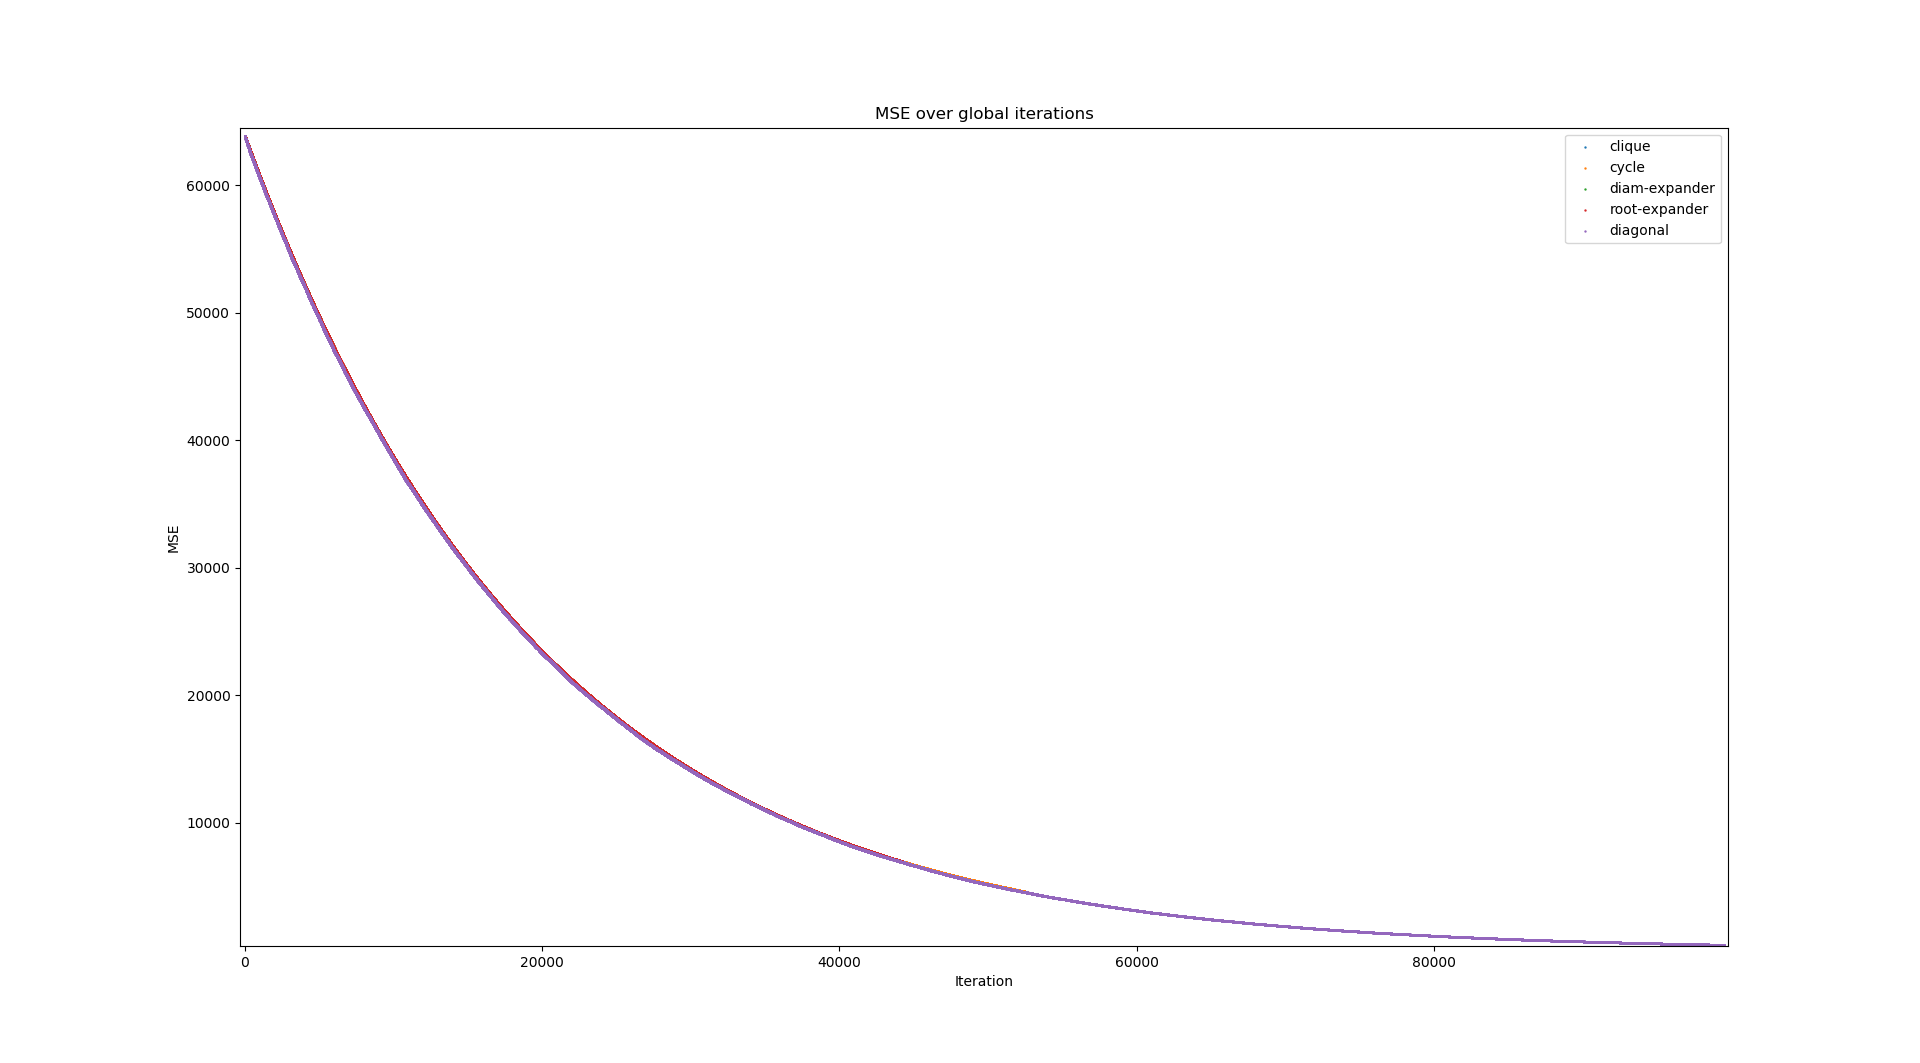 MSE over global iterations
clique
cycle
diam-expander
root-expander
diagonal
60000
50000
40000
30000
20000
10000
MSE
0 20000 40000 60000 80000
Iteration